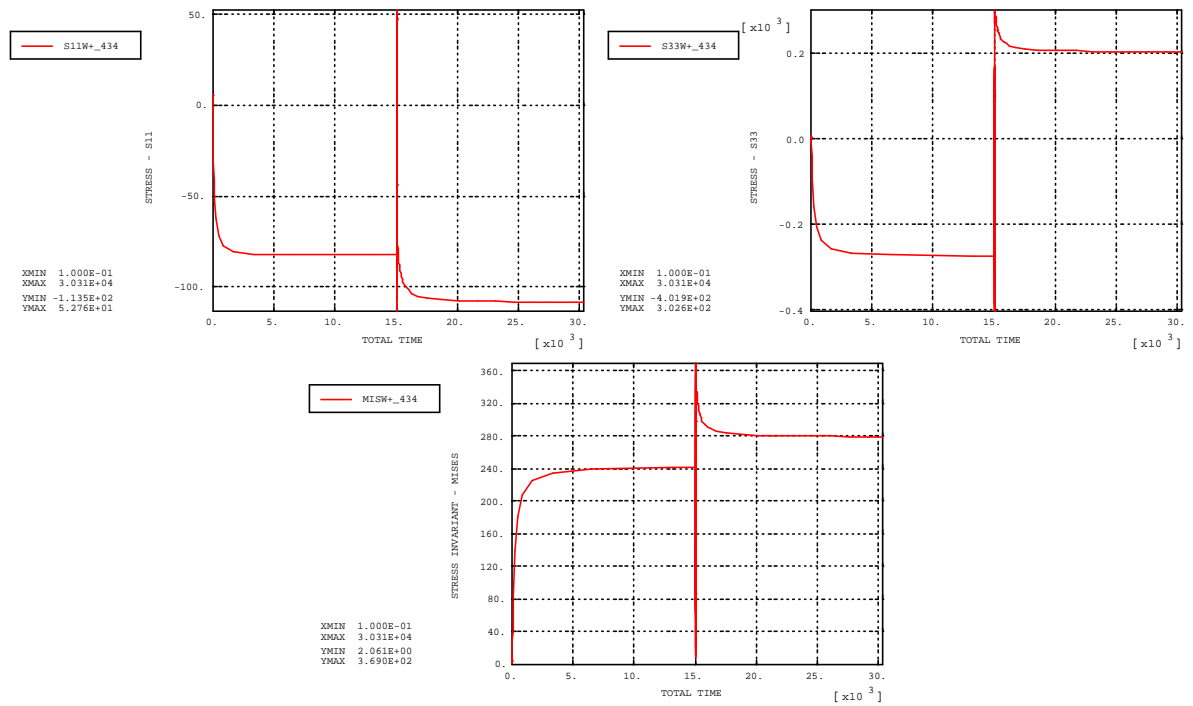 S11W+_434
STRESS - S11
50.
0.
-50.
-100.
0.
5.
10.
15.
20.
25.
30.
TOTAL TIME
[x10 3 ]
XMIN 1.000E-01
XMAX 3.031E+04
YMIN -1.135E+02
YMAX 5.276E+01
S33W+_434
[x10 3 ]
STRESS - S33
0.2
0.0
-0.2
-0.4
0.
5.
10.
15.
20.
25.
30.
TOTAL TIME
[x10 3 ]
XMIN 1.000E-01
XMAX 3.031E+04
YMIN -4.019E+02
YMAX 3.026E+02
MISW+_434
STRESS INVARIANT - MISES
360.
320.
280.
240.
200.
160.
120.
80.
40.
0.
0.
5.
10.
15.
20.
25.
30.
TOTAL TIME
[x10 3 ]
XMIN 1.000E-01
XMAX 3.031E+04
YMIN 2.061E+00
YMAX 3.690E+02